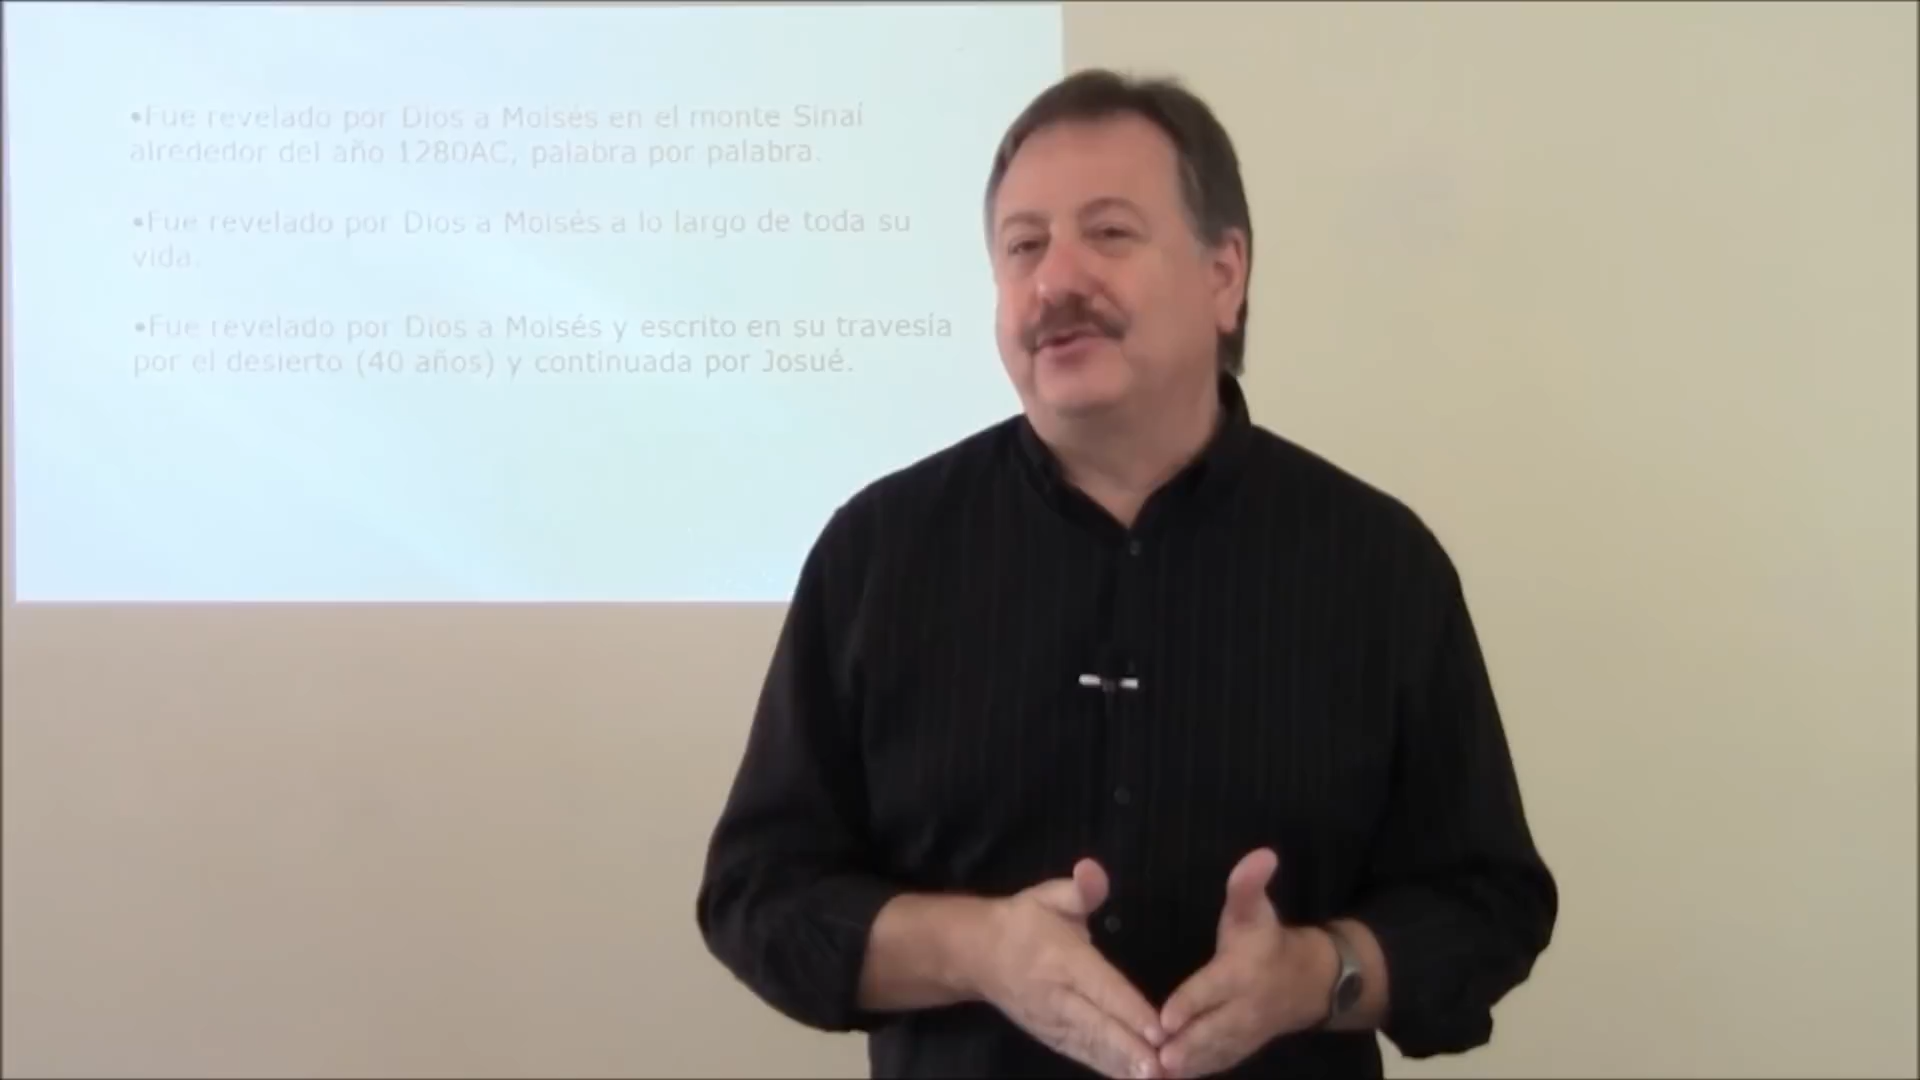 •Fue revelado por Dios a Moisés en el monte Sinaí
alrededor del año 1280AC, palabra por palabra.
•Fue revelado por Dios a Moisés a lo largo de toda su
vida.
•Fue revelado por Dios a Moisés y escrito en su travesía
por el desierto (40 años) y continuada por Josué.